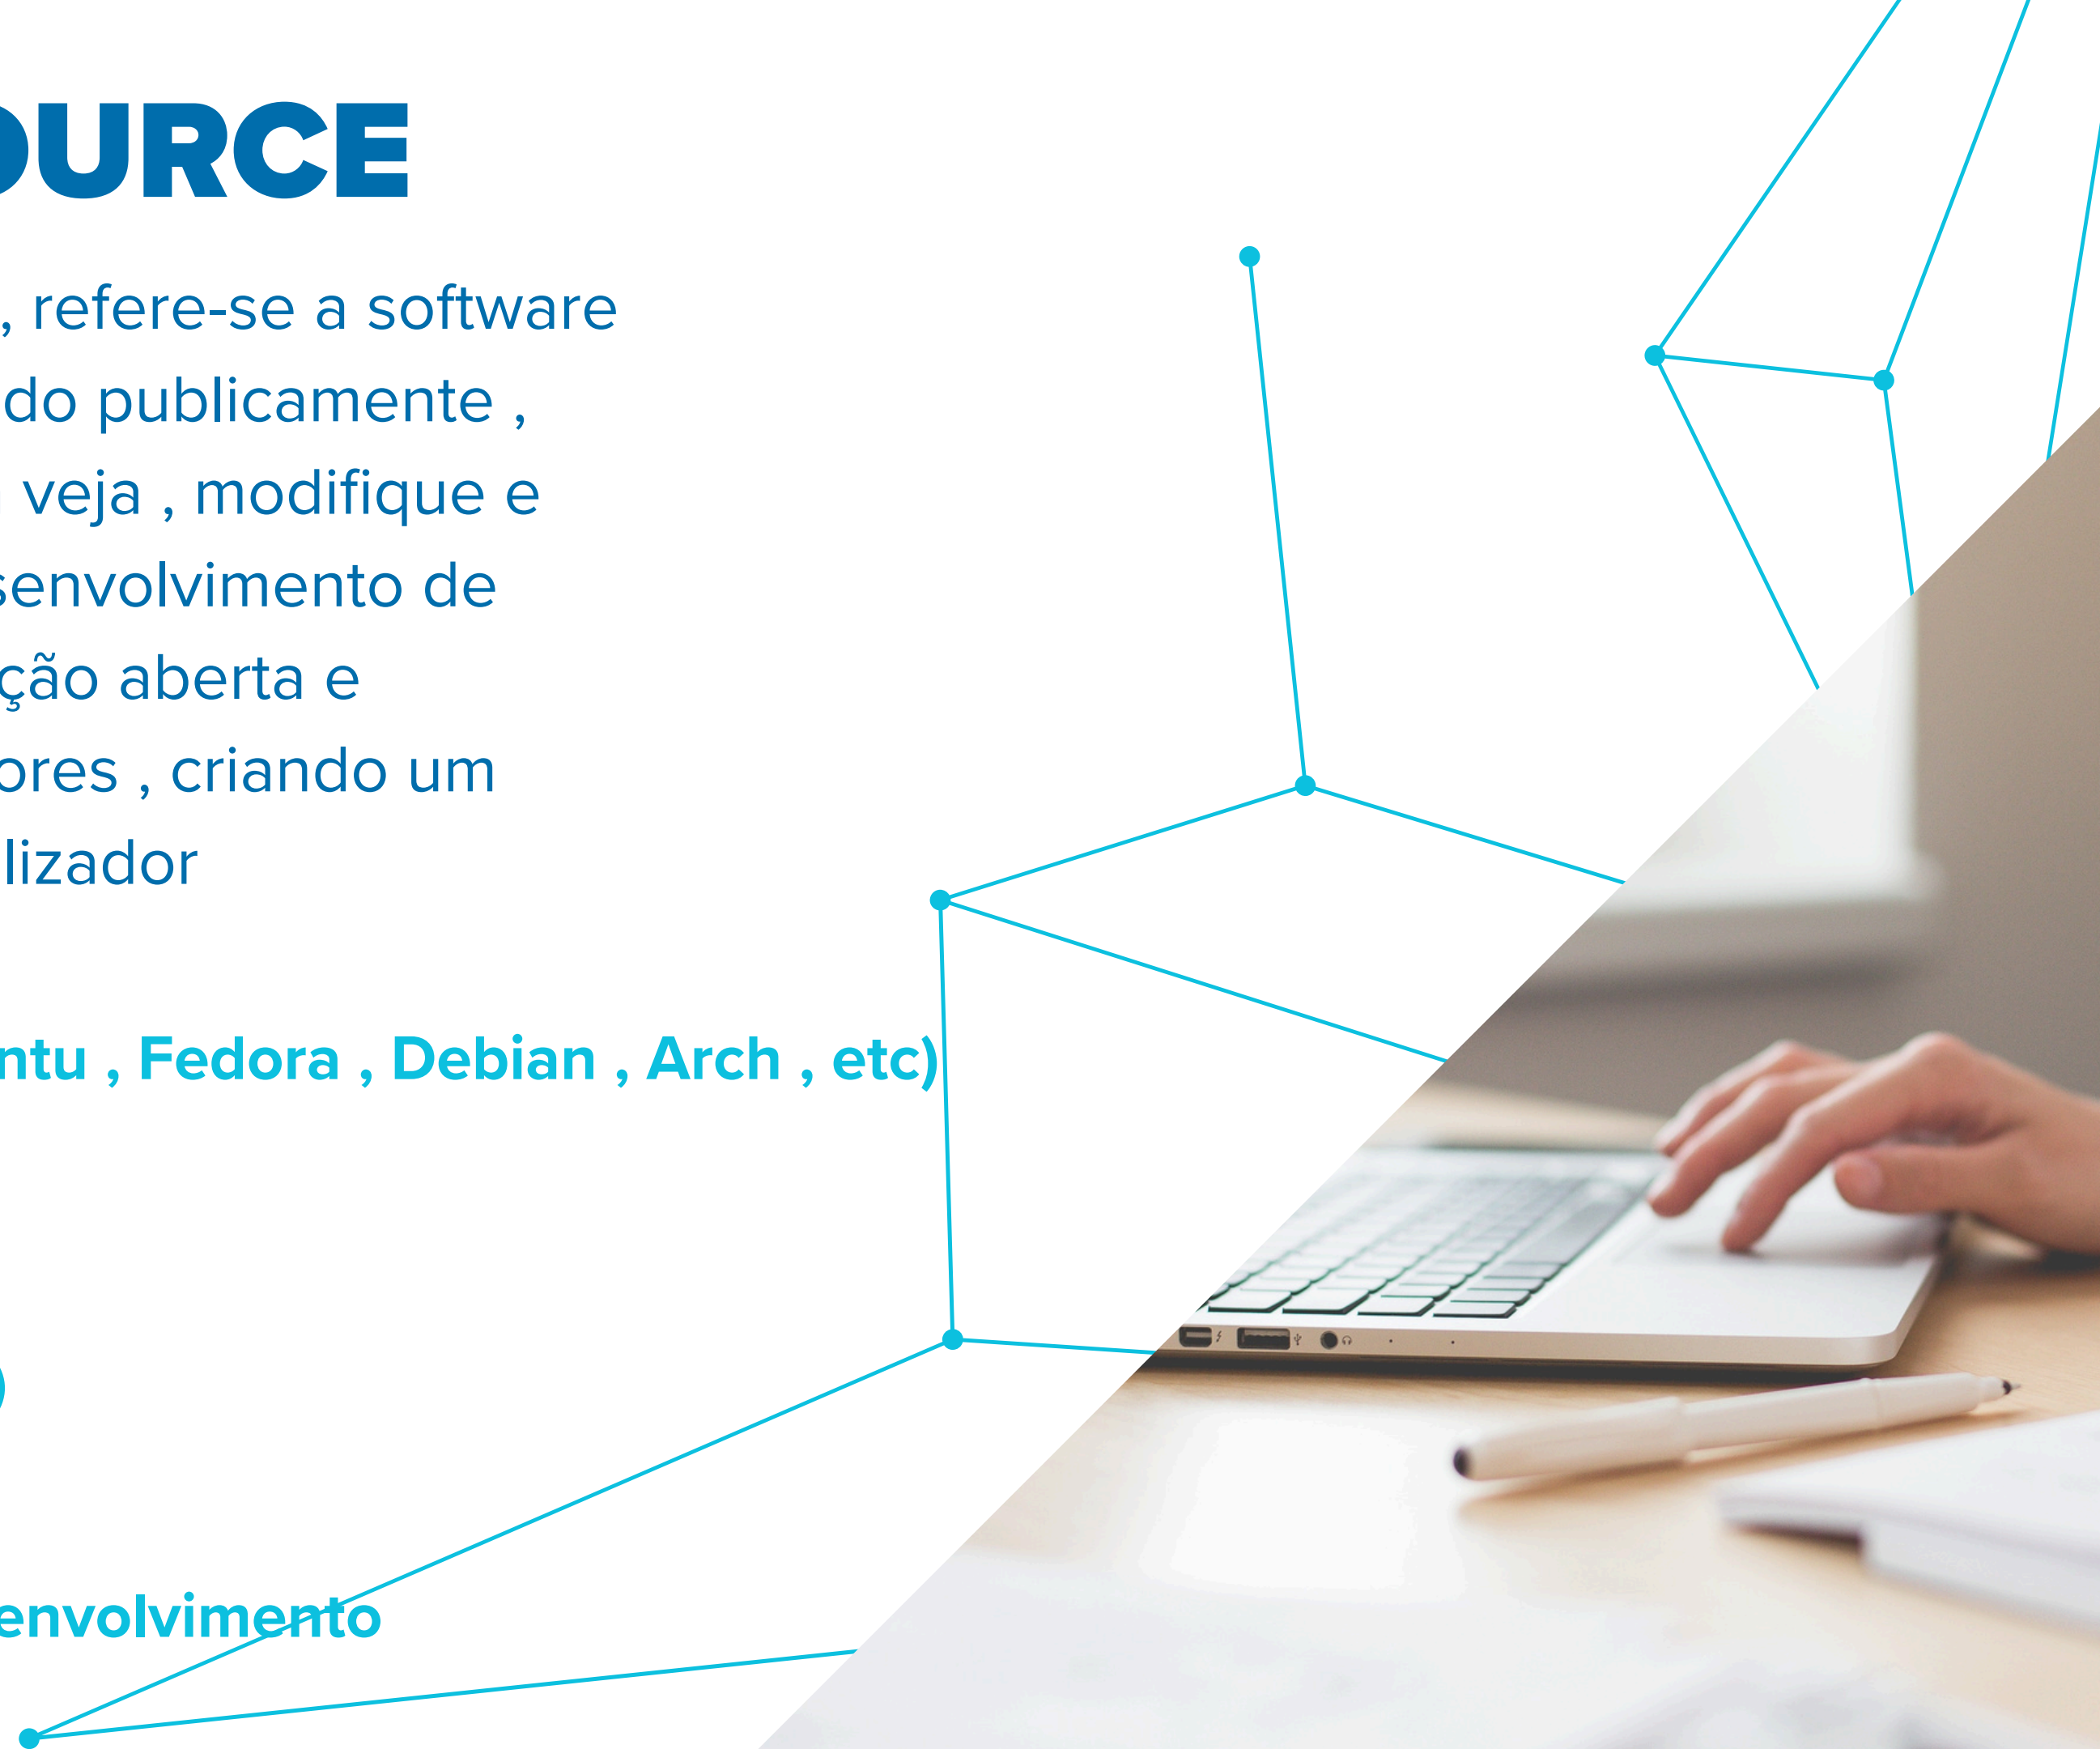 OURCE
, refere-se a software
do publicamente ,
veja , modifique e
senvolvimento de
ção aberta e
ores , criando um
lizador
ntu , Fedora , Debian , Arch , etc)
)
envolvimento